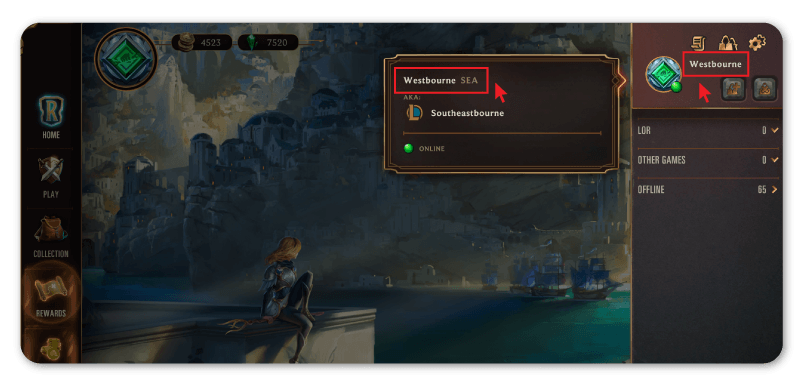 4523 7520
Westbourne SEA
AKA:
Southeastbourne
ONLINE
Westbourne
HOME
PLAY
COLLECTION
REWARDS
LOR 0
OTHER GAMES 0
OFFLINE 65